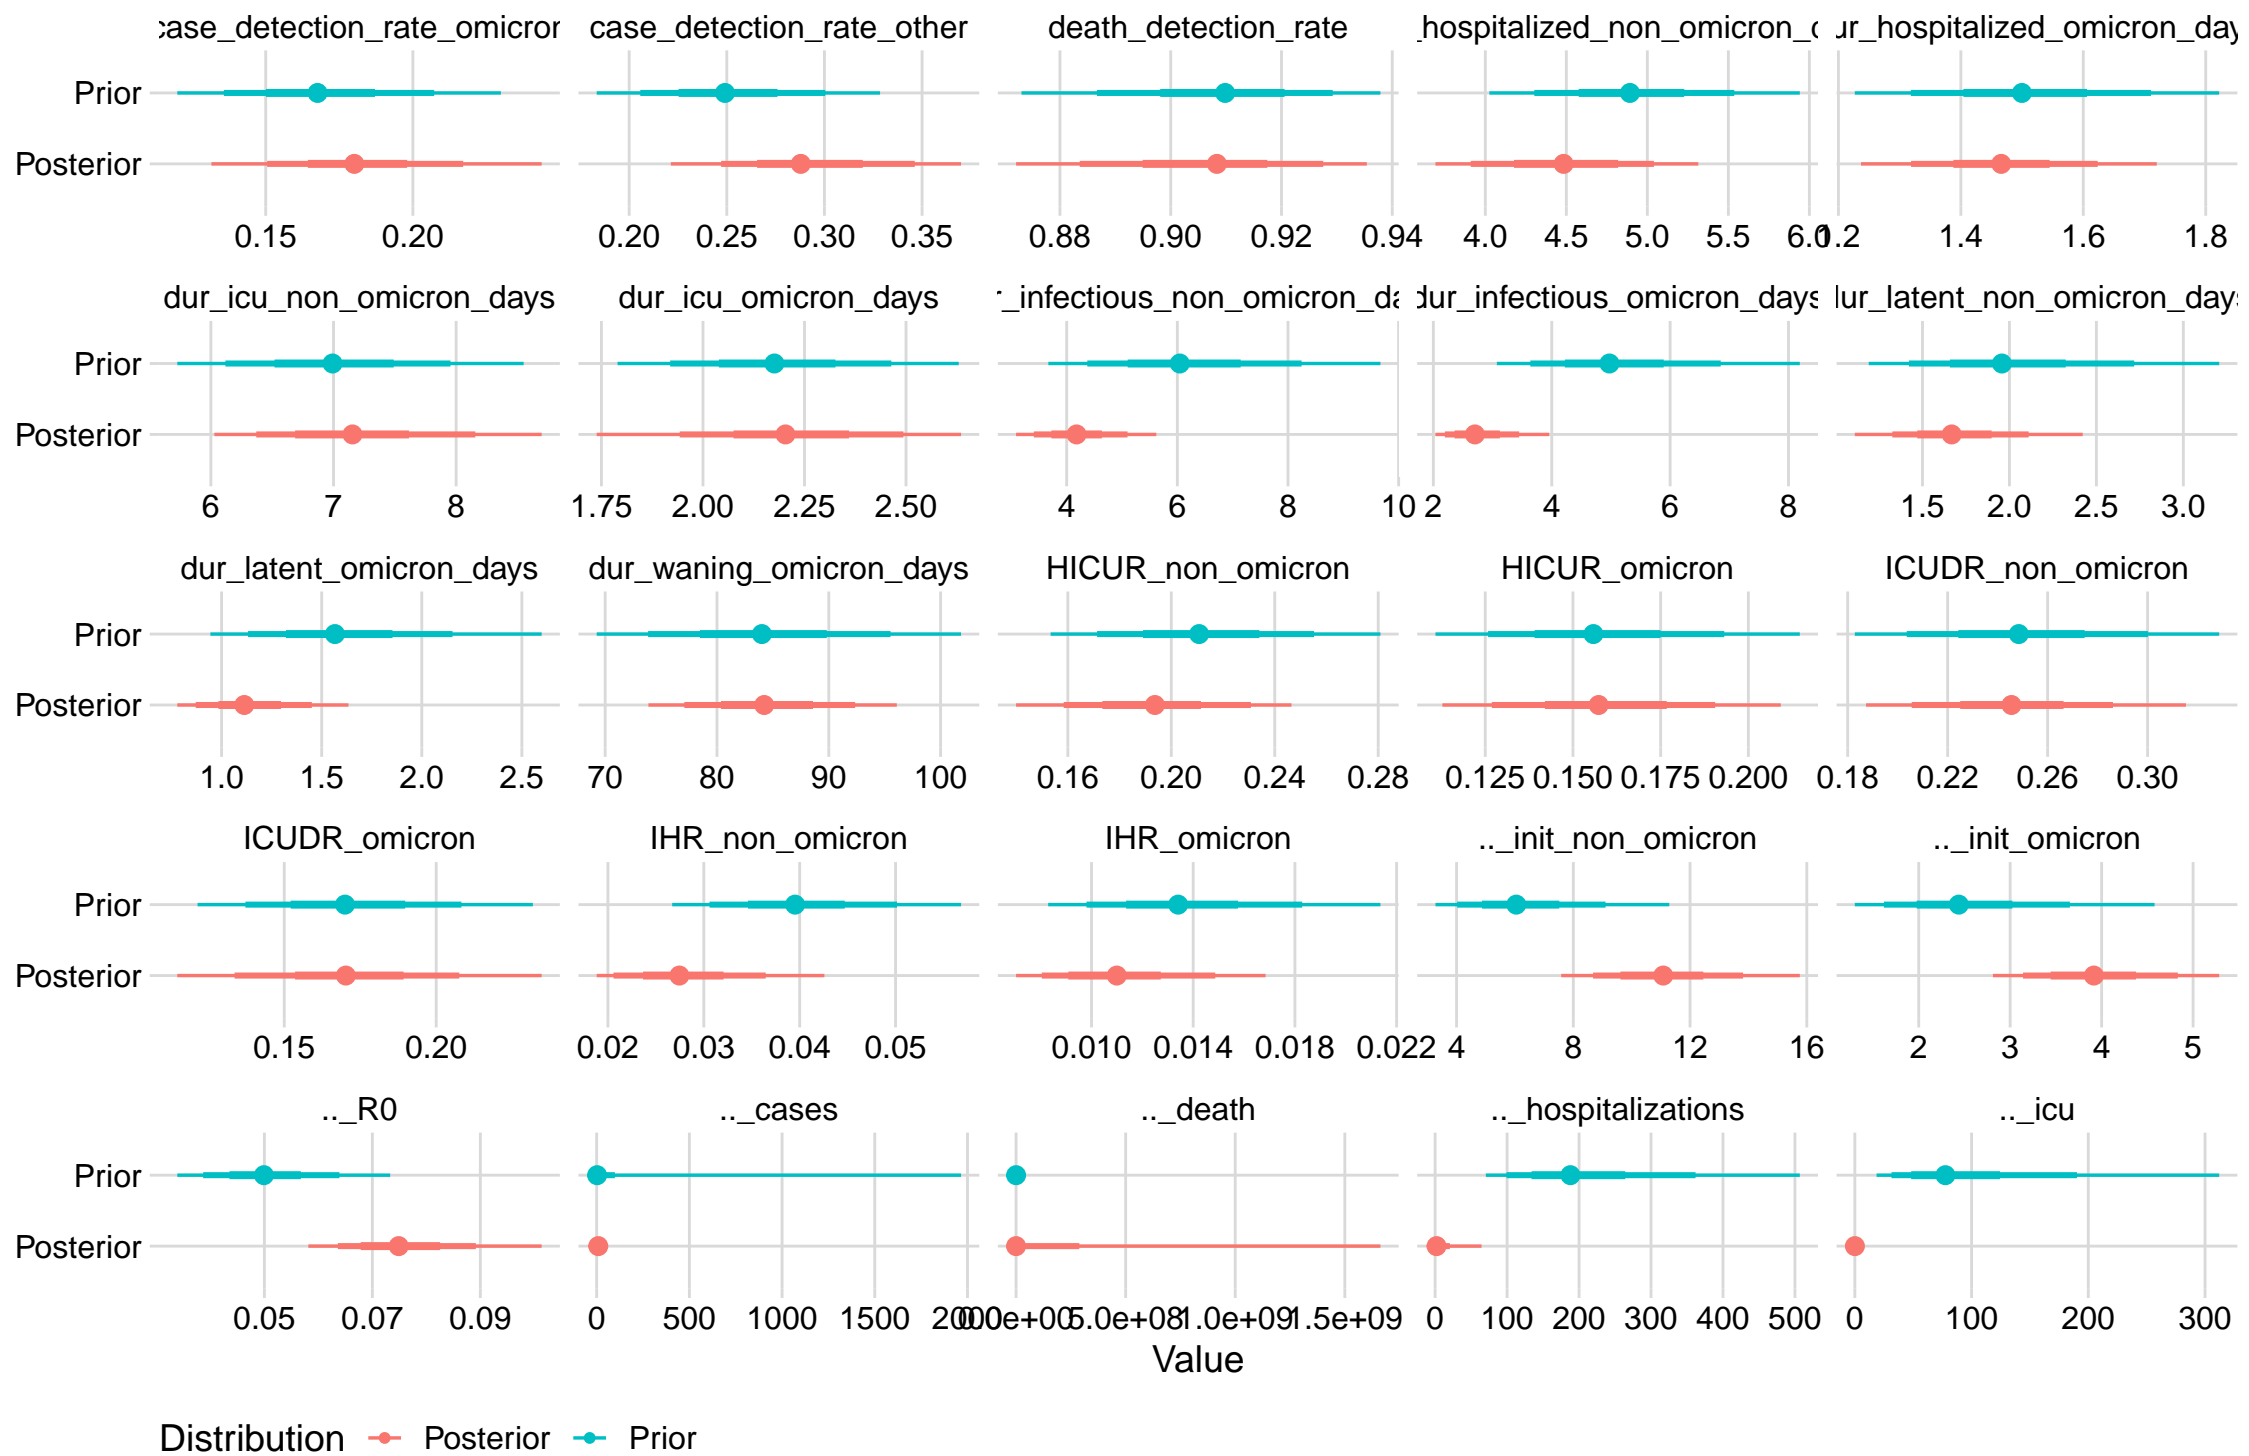 case_detection_rate_omicron case_detection_rate_other death_detection_rate _hospitalized_non_omicron_ ur_hospitalized_omicron_day
Prior
Posterior
0.15 0.20 0.20 0.25 0.30 0.35 0.88 0.90 0.92 0.94 4.0 4.5 5.0 5.5 6.0 1.2 1.4 1.6 1.8
dur_icu_non_omicron_days dur_icu_omicron_days r_infectious_non_omicron_da dur_infectious_omicron_days dur_latent_non_omicron_days
Prior
Posterior
6 7 8 1.75 2.00 2.25 2.50 4 6 8 10 2 4 6 8 1.5 2.0 2.5 3.0
dur_latent_omicron_days dur_waning_omicron_days HICUR_non_omicron HICUR_omicron ICUDR_non_omicron
Prior
Posterior
1.0 1.5 2.0 2.5 70 80 90 100 0.16 0.20 0.24 0.28 0.125 0.150 0.175 0.200 0.18 0.22 0.26 0.30
ICUDR_omicron IHR_non_omicron IHR_omicron .._init_non_omicron .._init_omicron
Prior
Posterior
0.15 0.20 0.02 0.03 0.04 0.05 0.010 0.014 0.018 0.022 4 8 12 16 2 3 4 5
.._R0 .._cases .._death .._hospitalizations .._icu
Prior
Posterior
0.05 0.07 0.09 0 500 1000 1500 2000 0.0e+00 5.0e+08 1.0e+09 1.5e+09 0 100 200 300 400 500 0 100 200 300
Value
Distribution Posterior Prior